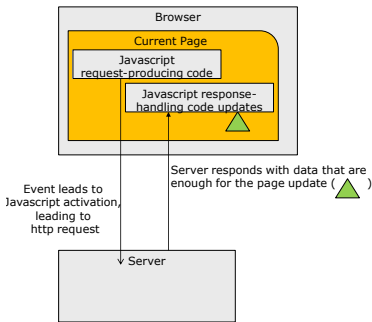 Browser
Current Page
Javascript
request-producing code
Javascript response-
handling code updates
Server responds with data that are
enough for the page update ( )
Event leads to
Javascript activation,
leading to
http request
Server